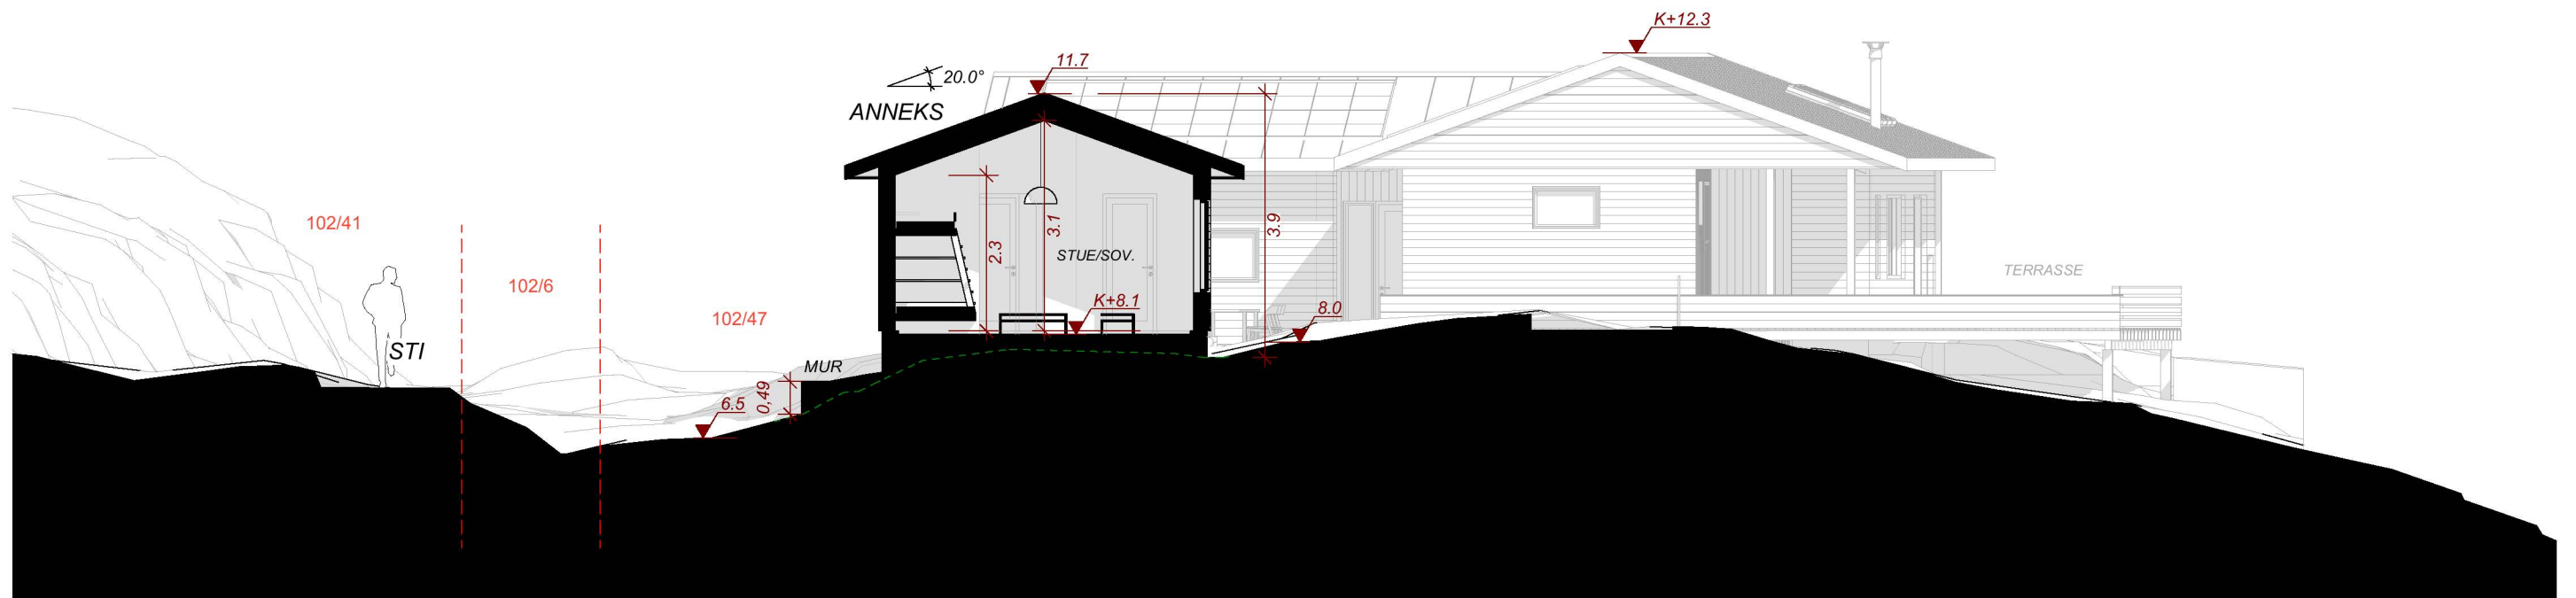 K+12.3
11.7
20.0°
ANNEKS
102/41
3.1
3.9
2.3
STUE/SOV.
TERRASSE
102/6
K+8.1
8.0
102/47
STI
MUR
0,49
6.5